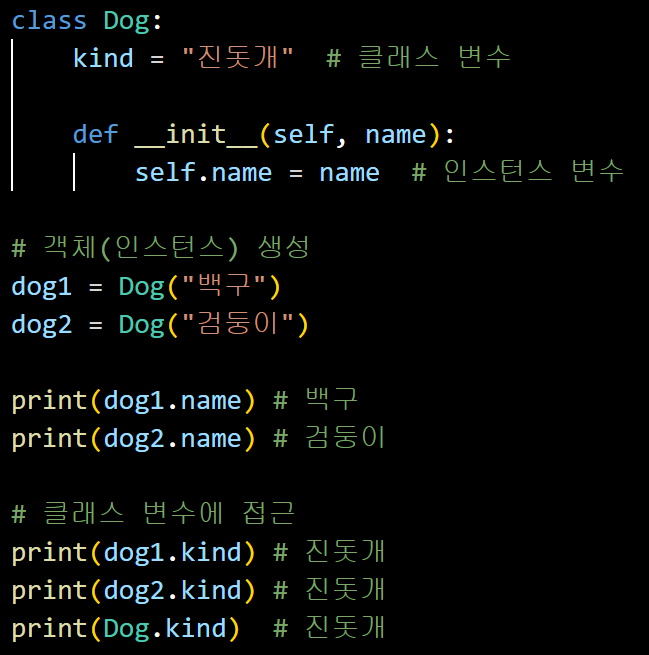 class Dog:
    kind = "진돗개"  # 클래스 변수

    def __init__(self, name):
        self.name = name  # 인스턴스 변수

# 객체(인스턴스) 생성
dog1 = Dog("백구")
dog2 = Dog("검둥이")

print(dog1.name) # 백구
print(dog2.name) # 검둥이

# 클래스 변수에 접근
print(dog1.kind) # 진돗개
print(dog2.kind) # 진돗개
print(Dog.kind)  # 진돗개